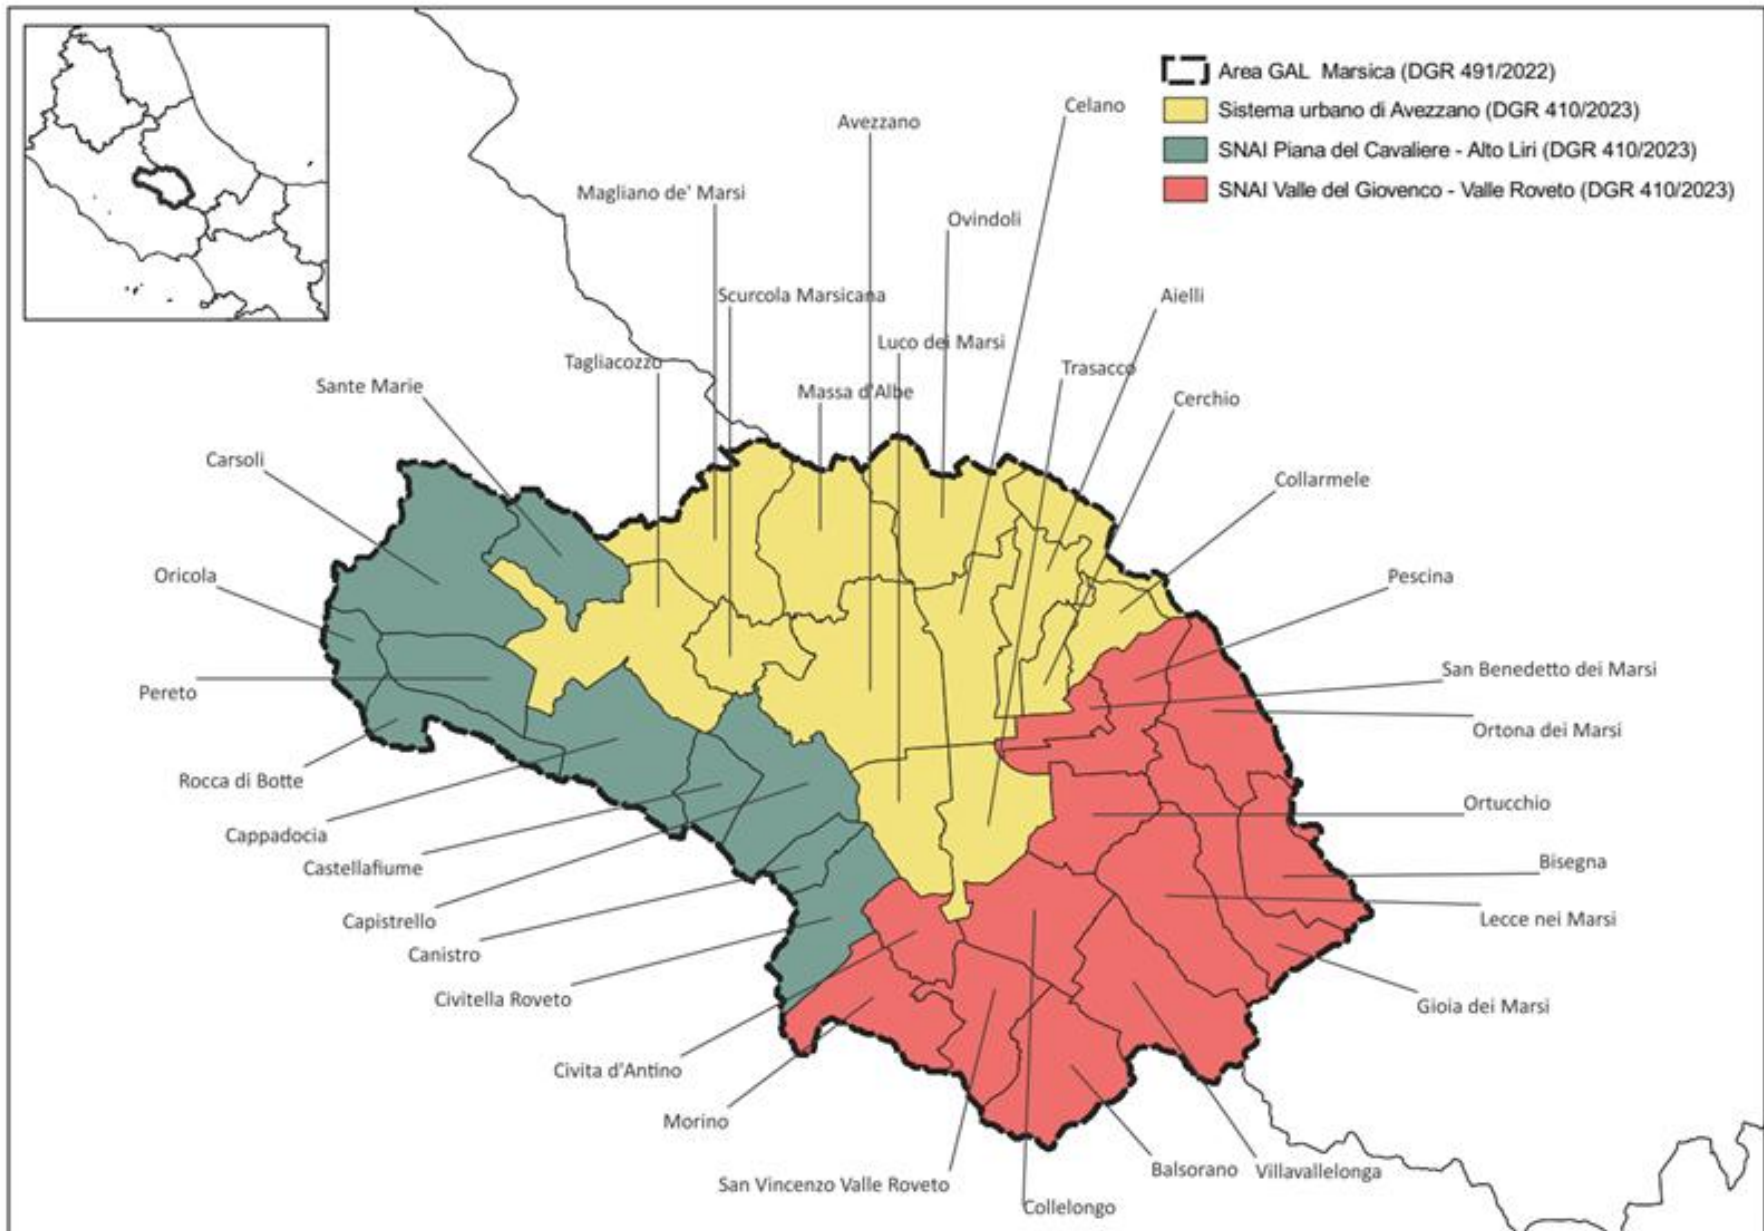 Area GAL Marsica (DGR 491/2022)
Sistema urbano di Avezzano (DGR 410/2023)
SNAI Piana del Cavaliere - Alto Liri (DGR 410/2023)
SNAI Valle del Giovenco - Valle Roveto (DGR 410/2023)
Celano
Avezzano
Magliano de' Marsi
Ovindoli
Scurcola Marsicana
Aielli
Luco dei Marsi
Tagliacozzo
Trasacco
Sante Marie
Massa d'Albe
Cerchio
Carsoli
Collarmele
Oricola
Pescina
San Benedetto dei Marsi
Pereto
Ortona dei Marsi
Rocca di Botte
Ortucchio
Cappadocia
Bisegna
Castellafiume
Capistrello
Lecce nei Marsi
Canistro
Civitella Roveto
Gioia dei Marsi
Civita d'Antino
Morino
Balsorano
Villavallelonga
San Vincenzo Valle Roveto
Collelongo